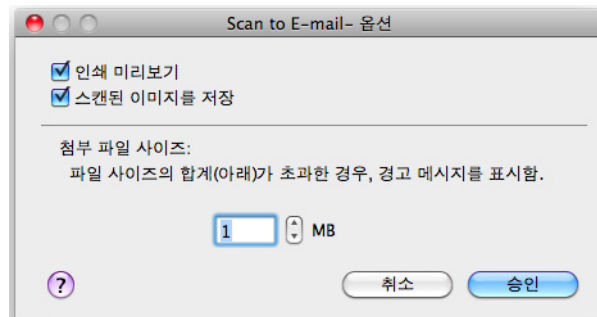 Scan to E-mail- 옵션
인쇄 미리보기
스캔된 이미지를 저장
첨부 파일 사이즈:
파일 사이즈의 합계(아래)가 초과한 경우, 경고 메시지를 표시함.
1 MB
? 취소 승인